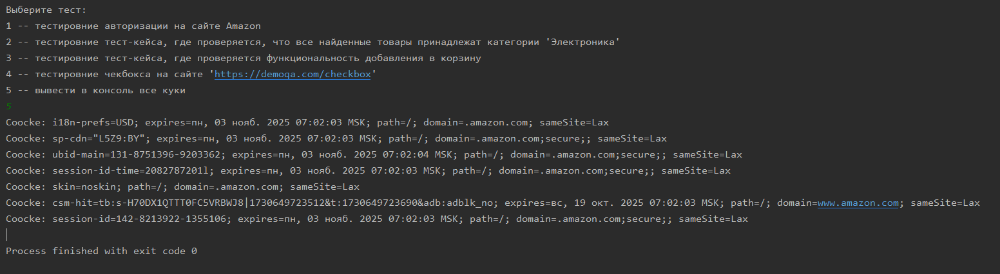 Выберите тест:
1 -- тестировние авторизации на сайте Amazon
2 -- тестировние тест-кейса, где проверяется, что все найденные товары принадлежат категории 'Электроника'
3 -- тестировние тест-кейса, где проверяется функциональность добавления в корзину
4 -- тестировние чекбокса на сайте 'https://demoqa.com/checkbox'
5 -- вывести в консоль все куки
5
Coocke: i18n-prefs=USD; expires=пн, 03 нояб. 2025 07:02:03 MSK; path=/; domain=.amazon.com; sameSite=Lax
Coocke: sp-cdn="L5Z9:BY"; expires=пн, 03 нояб. 2025 07:02:03 MSK; path=/; domain=.amazon.com;secure;; sameSite=Lax
Coocke: ubid-main=131-8751396-9203362; expires=пн, 03 нояб. 2025 07:02:04 MSK; path=/; domain=.amazon.com;secure;; sameSite=Lax
Coocke: session-id-time=2082787201l; expires=пн, 03 нояб. 2025 07:02:03 MSK; path=/; domain=.amazon.com;secure;; sameSite=Lax
Coocke: skin=noskin; path=/; domain=.amazon.com; sameSite=Lax
Coocke: csm-hit=tb:s-H70DX1QTTT0FC5VRBWJ8|1730649723512&t:1730649723690&adb:adblk_no; expires=вс, 19 окт. 2025 07:02:03 MSK; path=/; domain=www.amazon.com; sameSite=Lax
Coocke: session-id=142-8213922-1355106; expires=пн, 03 нояб. 2025 07:02:03 MSK; path=/; domain=.amazon.com;secure;; sameSite=Lax
Process finished with exit code 0